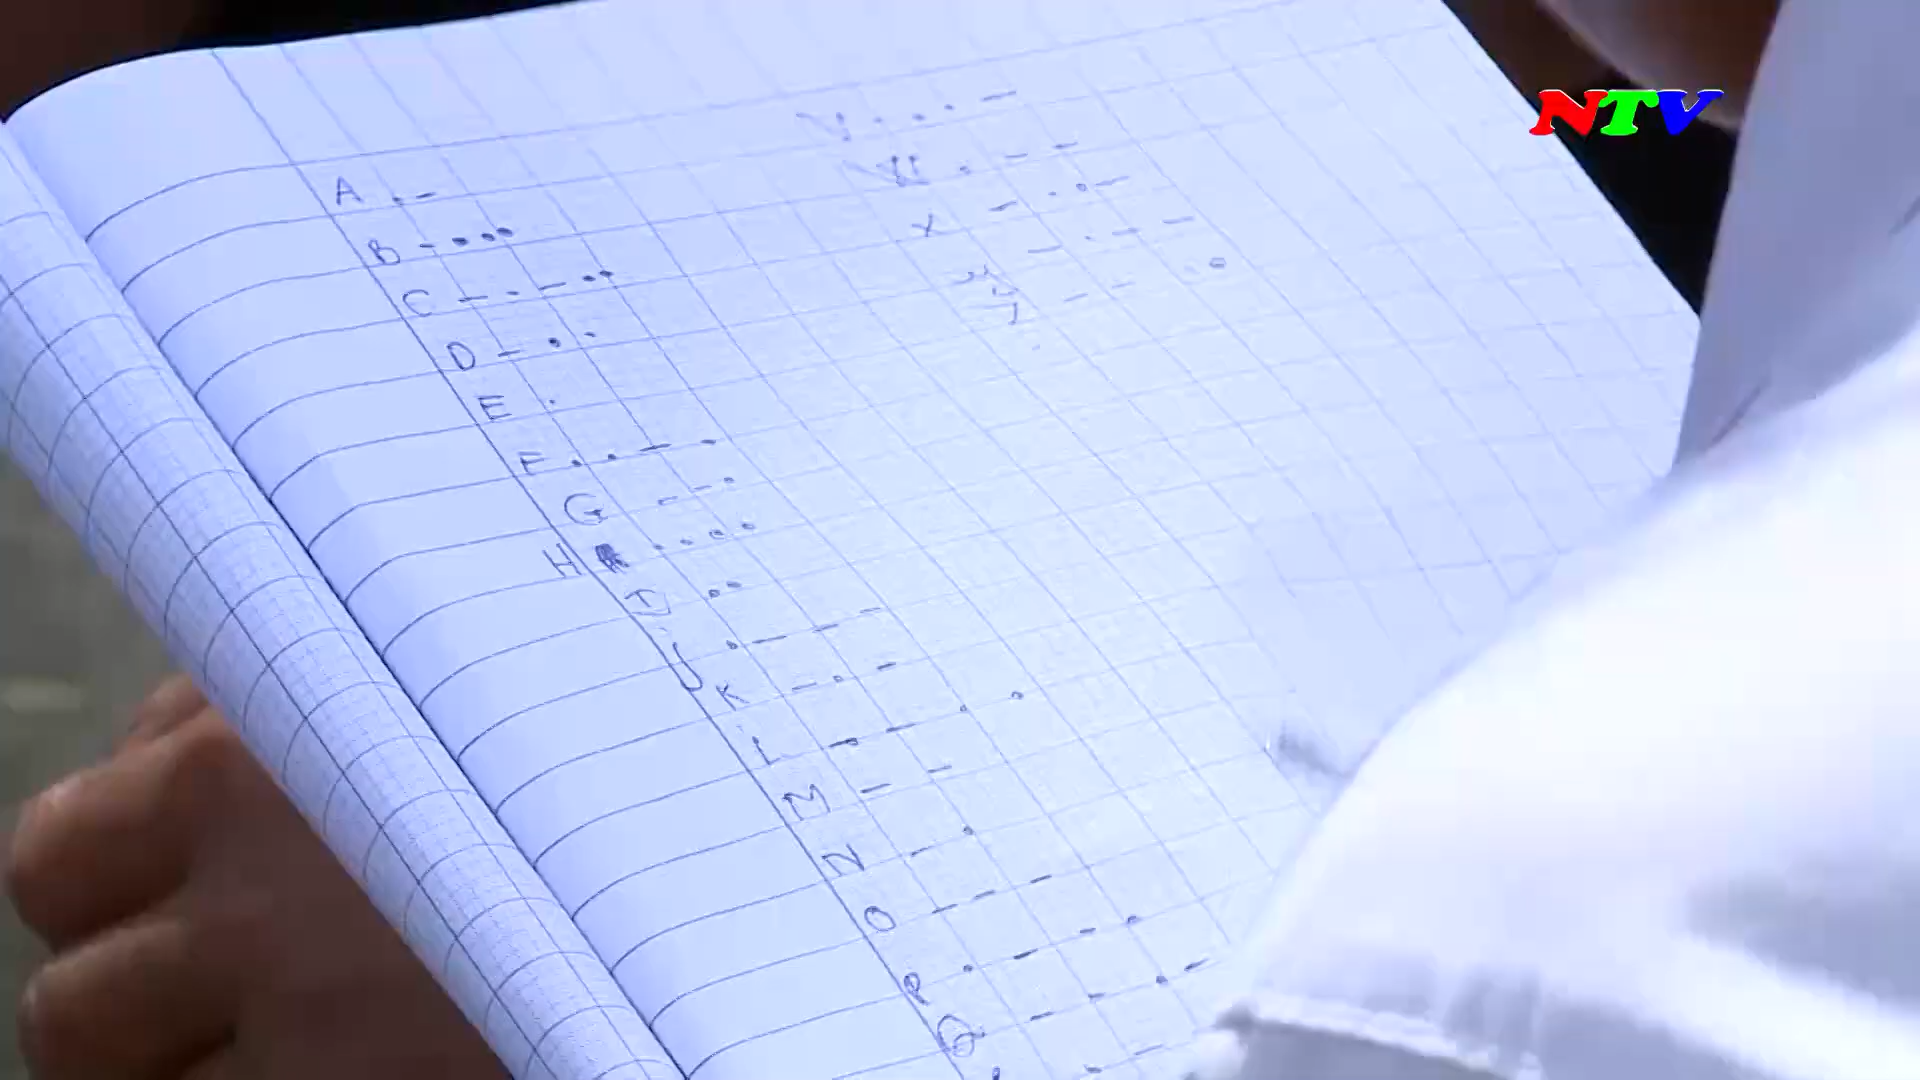 NTV
A . -
B - . . .
C - . - . .
D - . .
E .
F . . - .
G - - .
H . . . .
I . .
J . - - -
K - . -
L . - . .
M - -
N - .
O - - -
P . - - .
Q - - . -
V . . . -
W . - -
X - . . -
Y - . - -